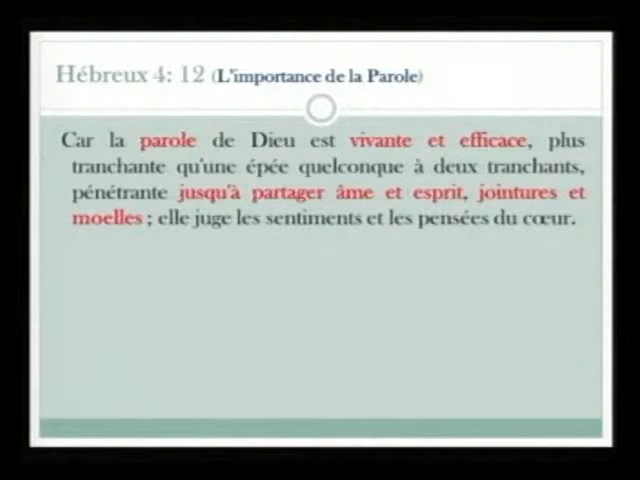 Hébreux 4: 12 (L'importance de la Parole)
Car la parole de Dieu est vivante et efficace, plus
tranchante qu'une épée quelconque à deux tranchants,
pénétrante jusqu'à partager âme et esprit, jointures et
moelles ; elle juge les sentiments et les pensées du cœur.